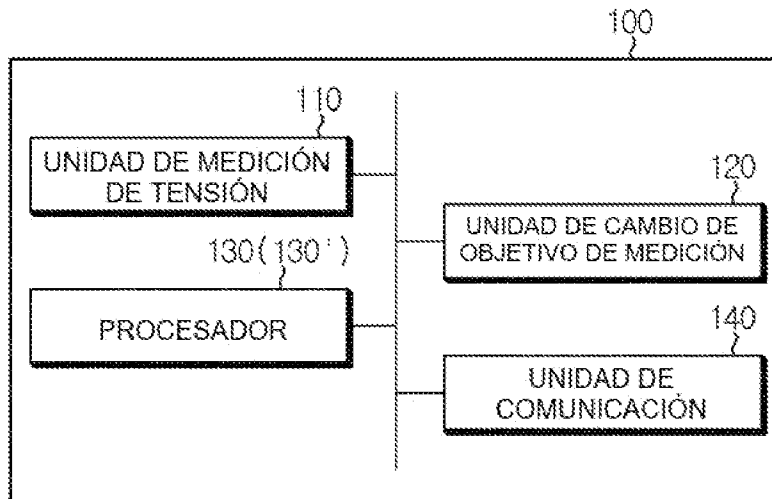 100
110
UNIDAD DE MEDICIÓN
DE TENSIÓN
120
UNIDAD DE CAMBIO DE
OBJETIVO DE MEDICIÓN
130(130')
PROCESADOR
140
UNIDAD DE
COMUNICACIÓN